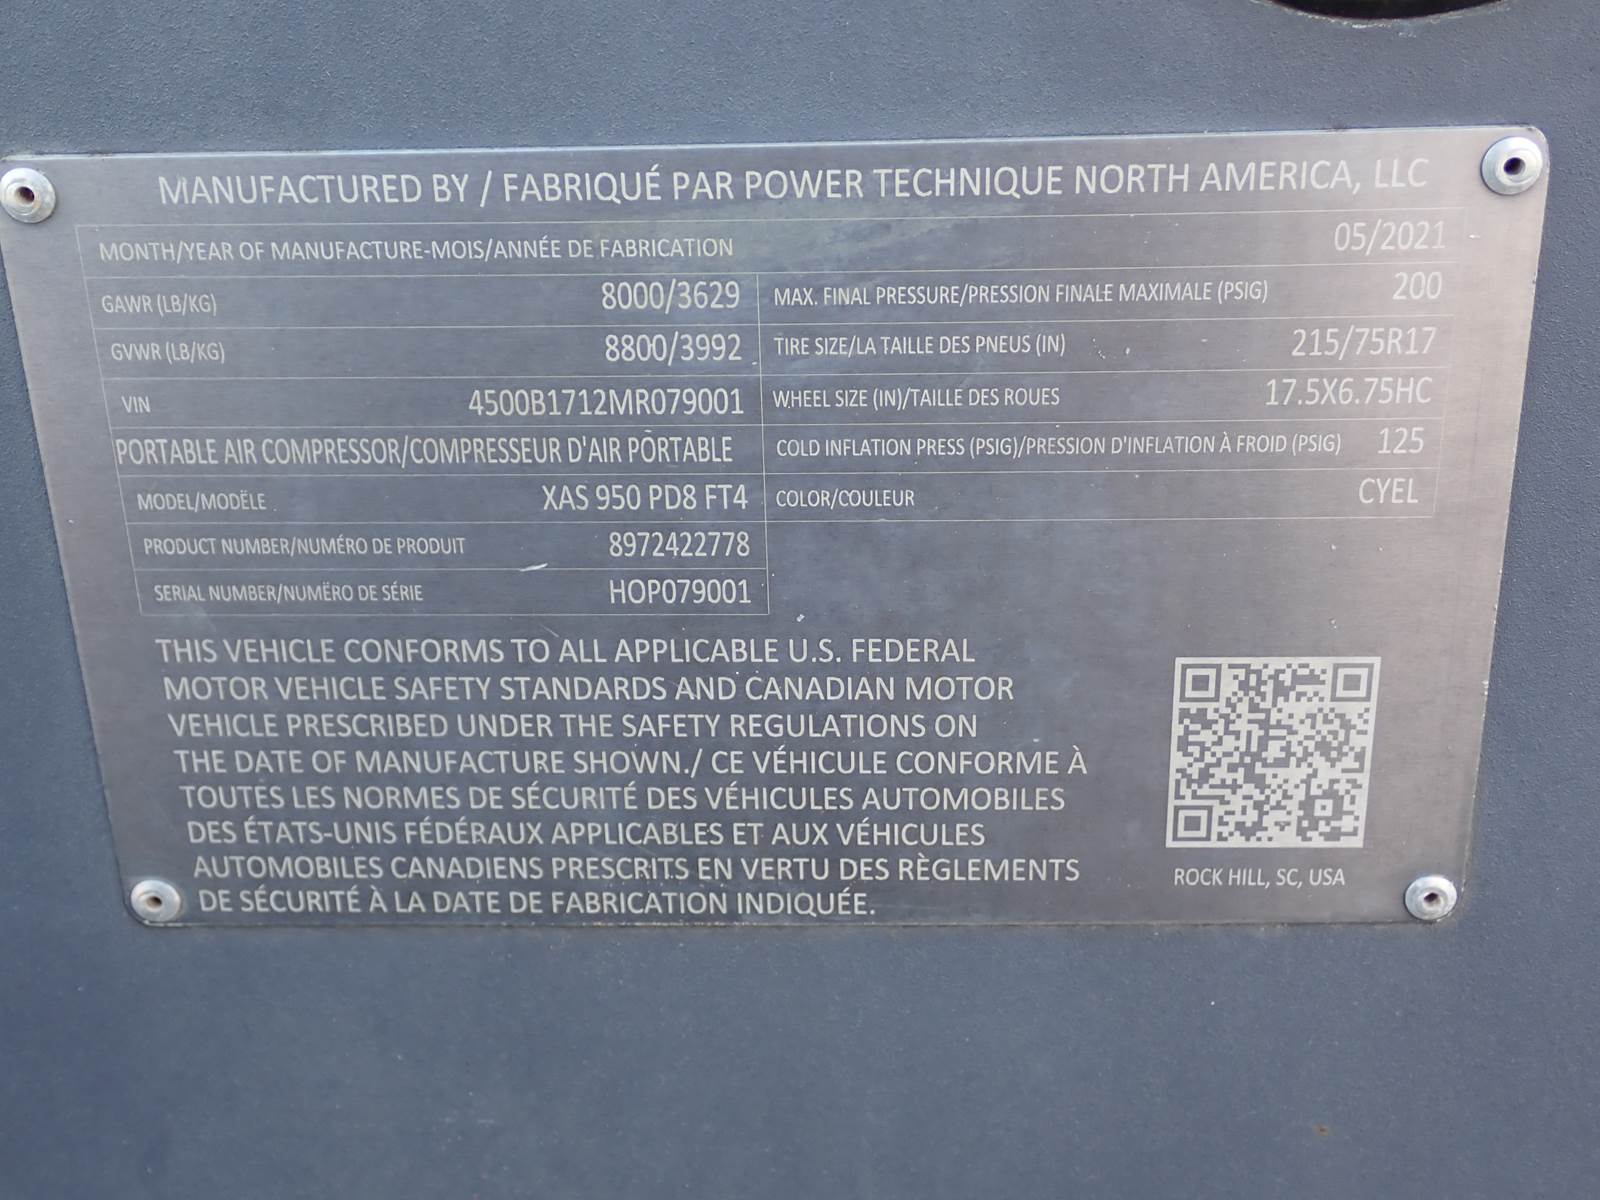 MANUFACTURED BY / FABRIQUÉ PAR POWER TECHNIQUE NORTH AMERICA, LLC
MONTH/YEAR OF MANUFACTURE-MOIS/ANNÉE DE FABRICATION 05/2021
GAWR (LB/KG) 8000/3629 MAX. FINAL PRESSURE/PRESSION FINALE MAXIMALE (PSIG) 200
GVWR (LB/KG) 8800/3992 TIRE SIZE/LA TAILLE DES PNEUS (IN) 215/75R17
VIN 4500B1712MR079001 WHEEL SIZE (IN)/TAILLE DES ROUES 17.5X6.75HC
PORTABLE AIR COMPRESSOR/COMPRESSEUR D'AIR PORTABLE COLD INFLATION PRESS (PSIG)/PRESSION D'INFLATION À FROID (PSIG) 125
MODEL/MODËLE XAS 950 PD8 FT4 COLOR/COULEUR CYEL
PRODUCT NUMBER/NUMÉRO DE PRODUIT 8972422778
SERIAL NUMBER/NUMËRO DE SÉRIE HOP079001
THIS VEHICLE CONFORMS TO ALL APPLICABLE U.S. FEDERAL
MOTOR VEHICLE SAFETY STANDARDS AND CANADIAN MOTOR
VEHICLE PRESCRIBED UNDER THE SAFETY REGULATIONS ON
THE DATE OF MANUFACTURE SHOWN./ CE VÉHICULE CONFORME À
TOUTES LES NORMES DE SÉCURITÉ DES VÉHICULES AUTOMOBILES
DES ÉTATS-UNIS FÉDÉRAUX APPLICABLES ET AUX VÉHICULES
AUTOMOBILES CANADIENS PRESCRITS EN VERTU DES RÈGLEMENTS
DE SÉCURITÉ À LA DATE DE FABRICATION INDIQUÉE.
ROCK HILL, SC, USA